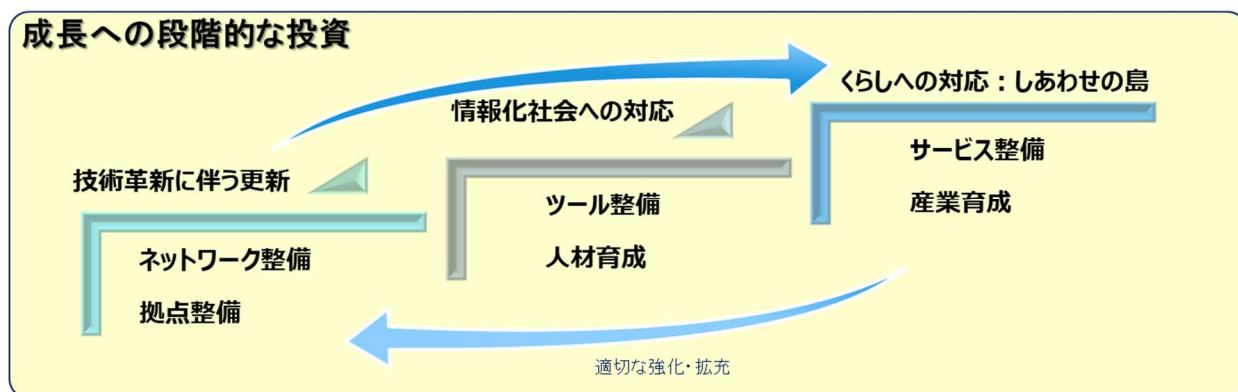 成長への段階的な投資
技術革新に伴う更新
ネットワーク整備
拠点整備
情報化社会への対応
ツール整備
人材育成
くらしへの対応：しあわせの島
サービス整備
産業育成
適切な強化・拡充